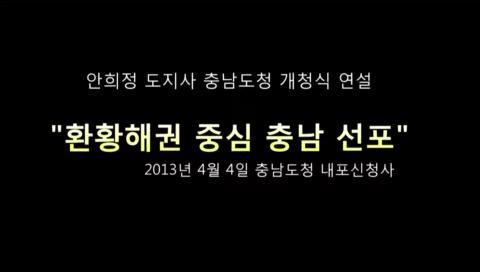 안희정 도지사 충남도청 개청식 연설
"환황해권 중심 충남 선포"
2013년 4월 4일 충남도청 내포신청사